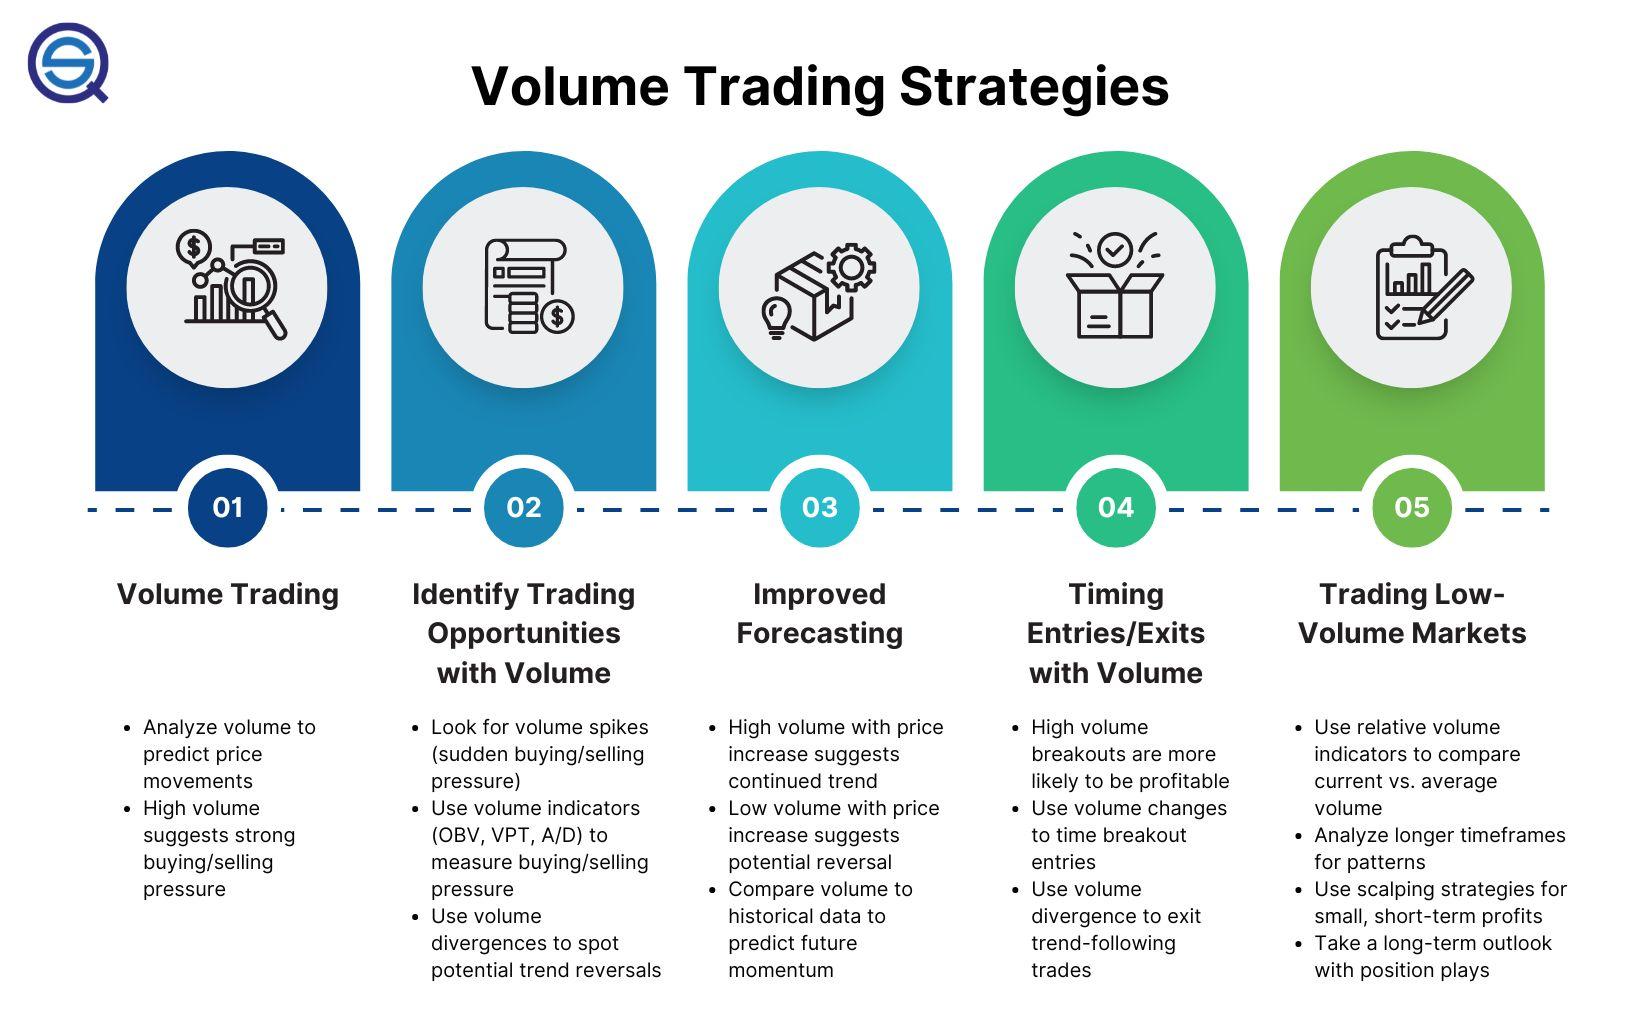 Volume Trading Strategies
01
02
03
04
05
Volume Trading
• Analyze volume to
predict price
movements
• High volume
suggests strong
buying/selling
pressure
Identify Trading
Opportunities
with Volume
• Look for volume spikes
(sudden buying/selling
pressure)
• Use volume indicators
(OBV, VPT, A/D) to
measure buying/selling
pressure
• Use volume
divergences to spot
potential trend reversals
Improved
Forecasting
• High volume with price
increase suggests
continued trend
• Low volume with price
increase suggests
potential reversal
• Compare volume to
historical data to
predict future
momentum
Timing
Entries/Exits
with Volume
• High volume
breakouts are more
likely to be profitable
• Use volume changes
to time breakout
entries
• Use volume
divergence to exit
trend-following
trades
Trading Low-
Volume Markets
• Use relative volume
indicators to compare
current vs. average
volume
• Analyze longer timeframes
for patterns
• Use scalping strategies for
small, short-term profits
• Take a long-term outlook
with position plays